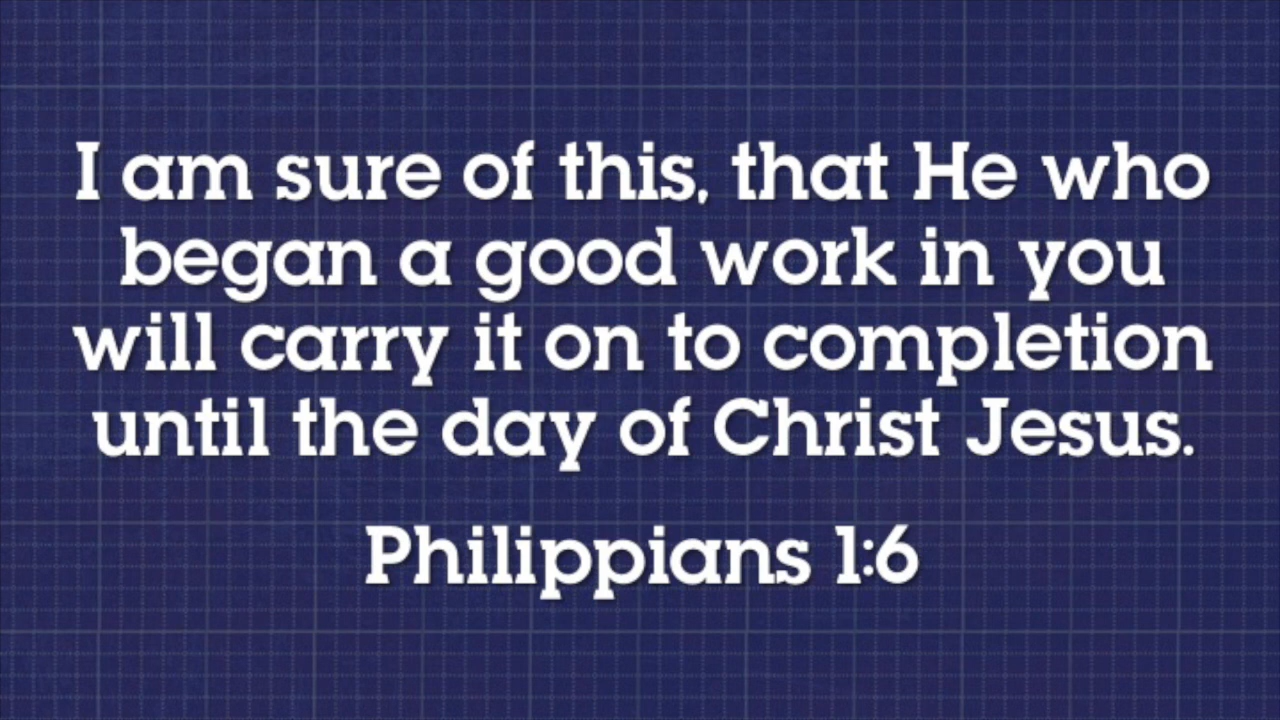 I am sure of this, that He who
began a good work in you
will carry it on to completion
until the day of Christ Jesus.
Philippians 1:6